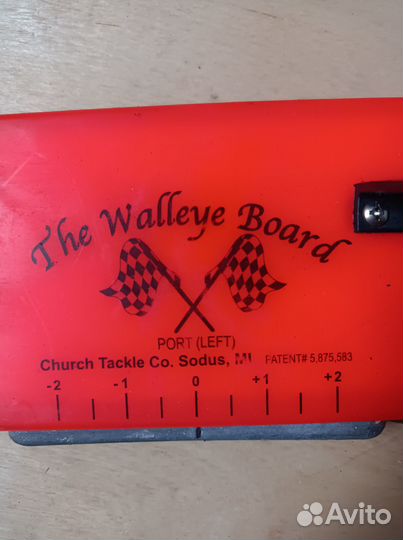 The Walleye Board
PORT (LEFT)
Church Tackle Co. Sodus, MI PATENT# 5,875,583
-2 -1 0 +1 +2
Avito